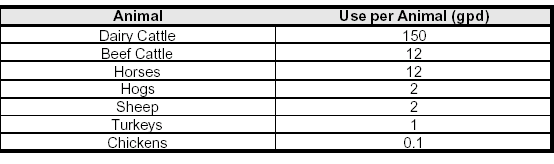 Animal Use per Animal (gpd)
Dairy Cattle 150
Beef Cattle 12
Horses 12
Hogs 2
Sheep 2
Turkeys 1
Chickens 0.1